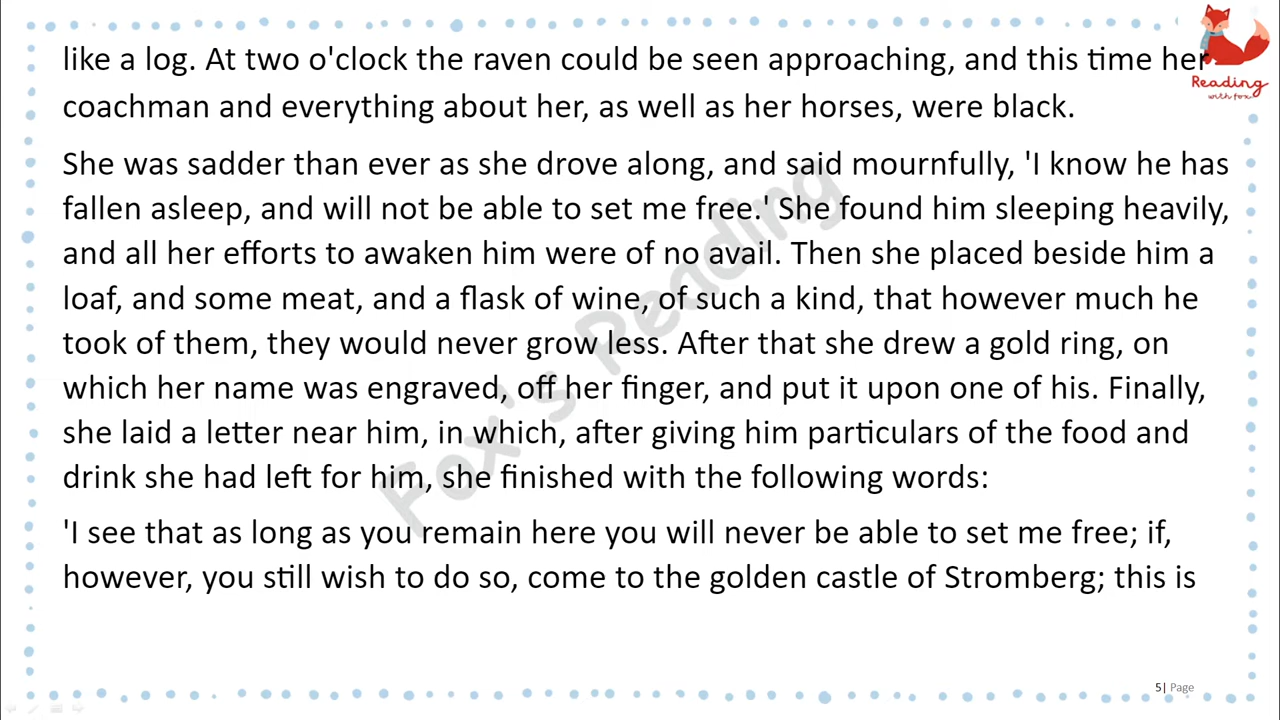 like a log. At two o'clock the raven could be seen approaching, and this time her
coachman and everything about her, as well as her horses, were black.
She was sadder than ever as she drove along, and said mournfully, 'I know he has
fallen asleep, and will not be able to set me free.' She found him sleeping heavily,
and all her efforts to awaken him were of no avail. Then she placed beside him a
loaf, and some meat, and a flask of wine, of such a kind, that however much he
took of them, they would never grow less. After that she drew a gold ring, on
which her name was engraved, off her finger, and put it upon one of his. Finally,
she laid a letter near him, in which, after giving him particulars of the food and
drink she had left for him, she finished with the following words:
'I see that as long as you remain here you will never be able to set me free; if,
however, you still wish to do so, come to the golden castle of Stromberg; this is
Reading
with fox
Fox's Reading
5| Page